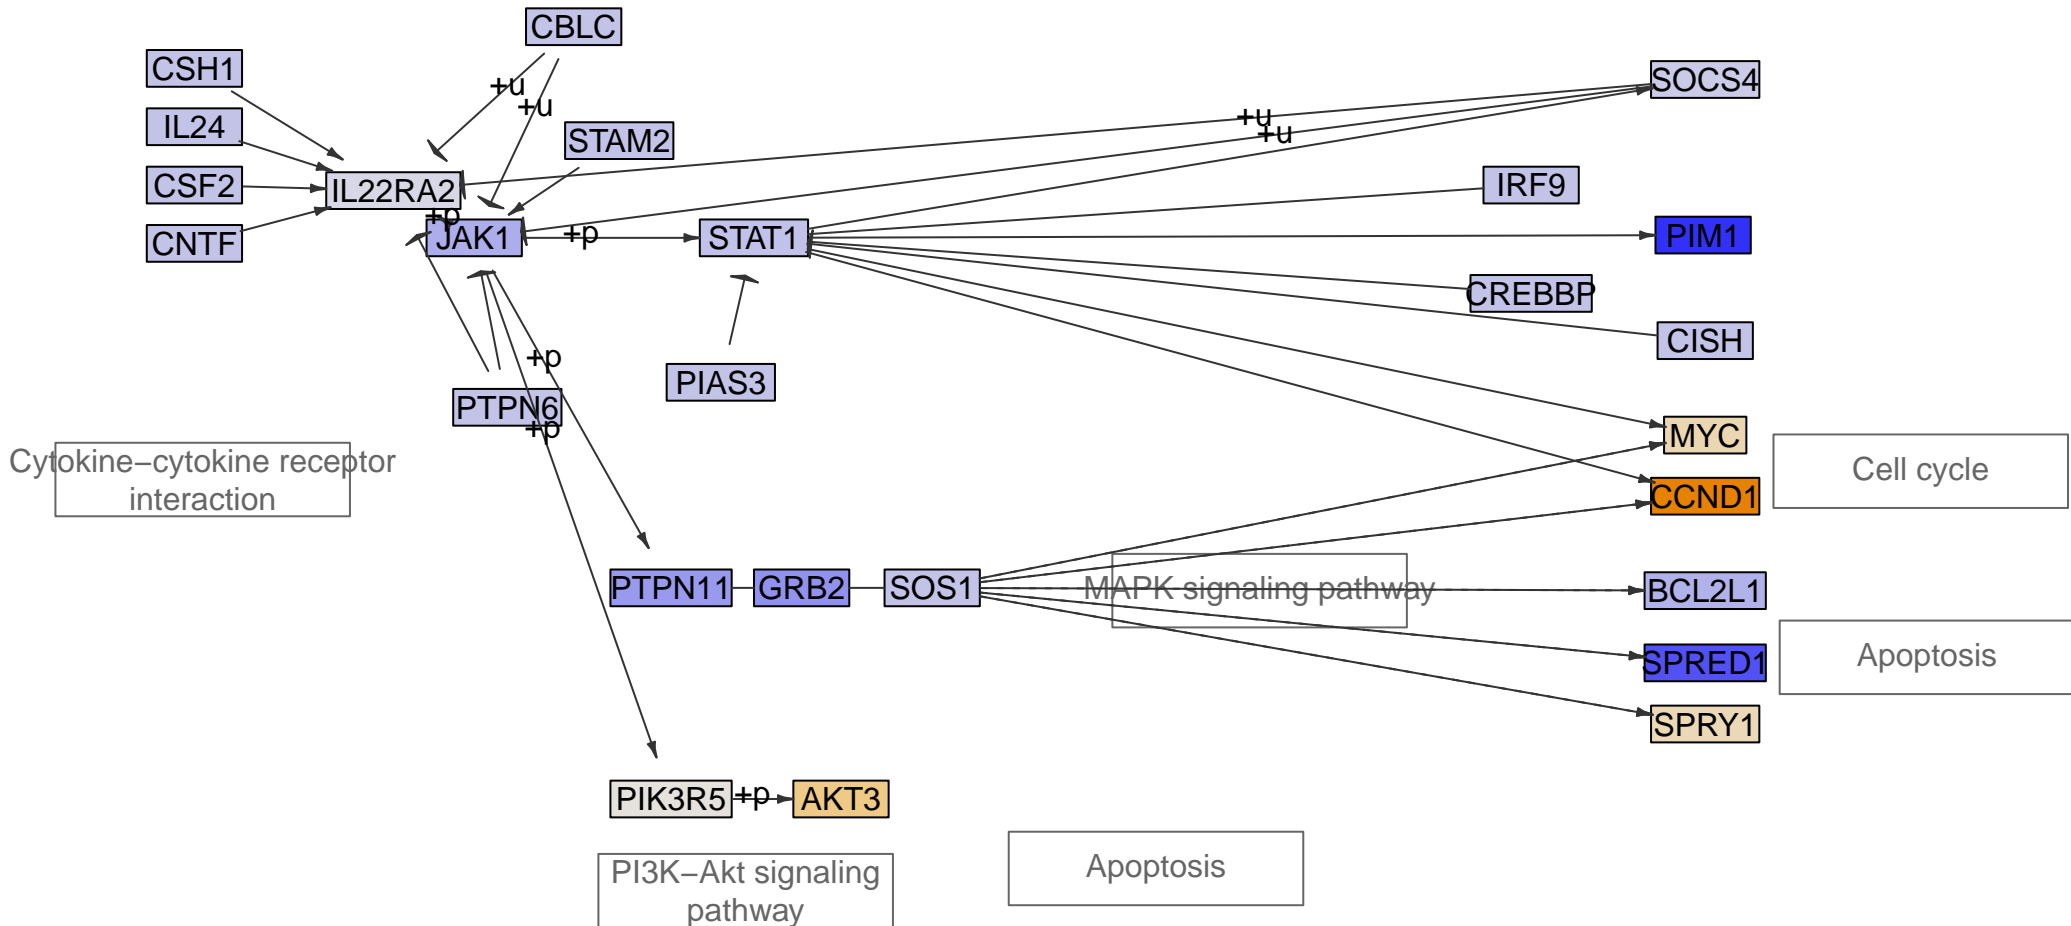 CBLC
CSH1
+u
SOCS4
+u
+u
IL24
STAM2
+u
CSF2
IL22RA2
IRF9
+p
CNTF
JAK1
+p
STAT1
PIM1
CREBBP
CISH
+p
PIAS3
PTPN6
+p
MYC
Cytokine−cytokine receptor
interaction
Cell cycle
CCND1
PTPN11
GRB2
SOS1
MAPK signaling pathway
BCL2L1
SPRED1
Apoptosis
SPRY1
PIK3R5
+p
AKT3
Apoptosis
PI3K−Akt signaling
pathway